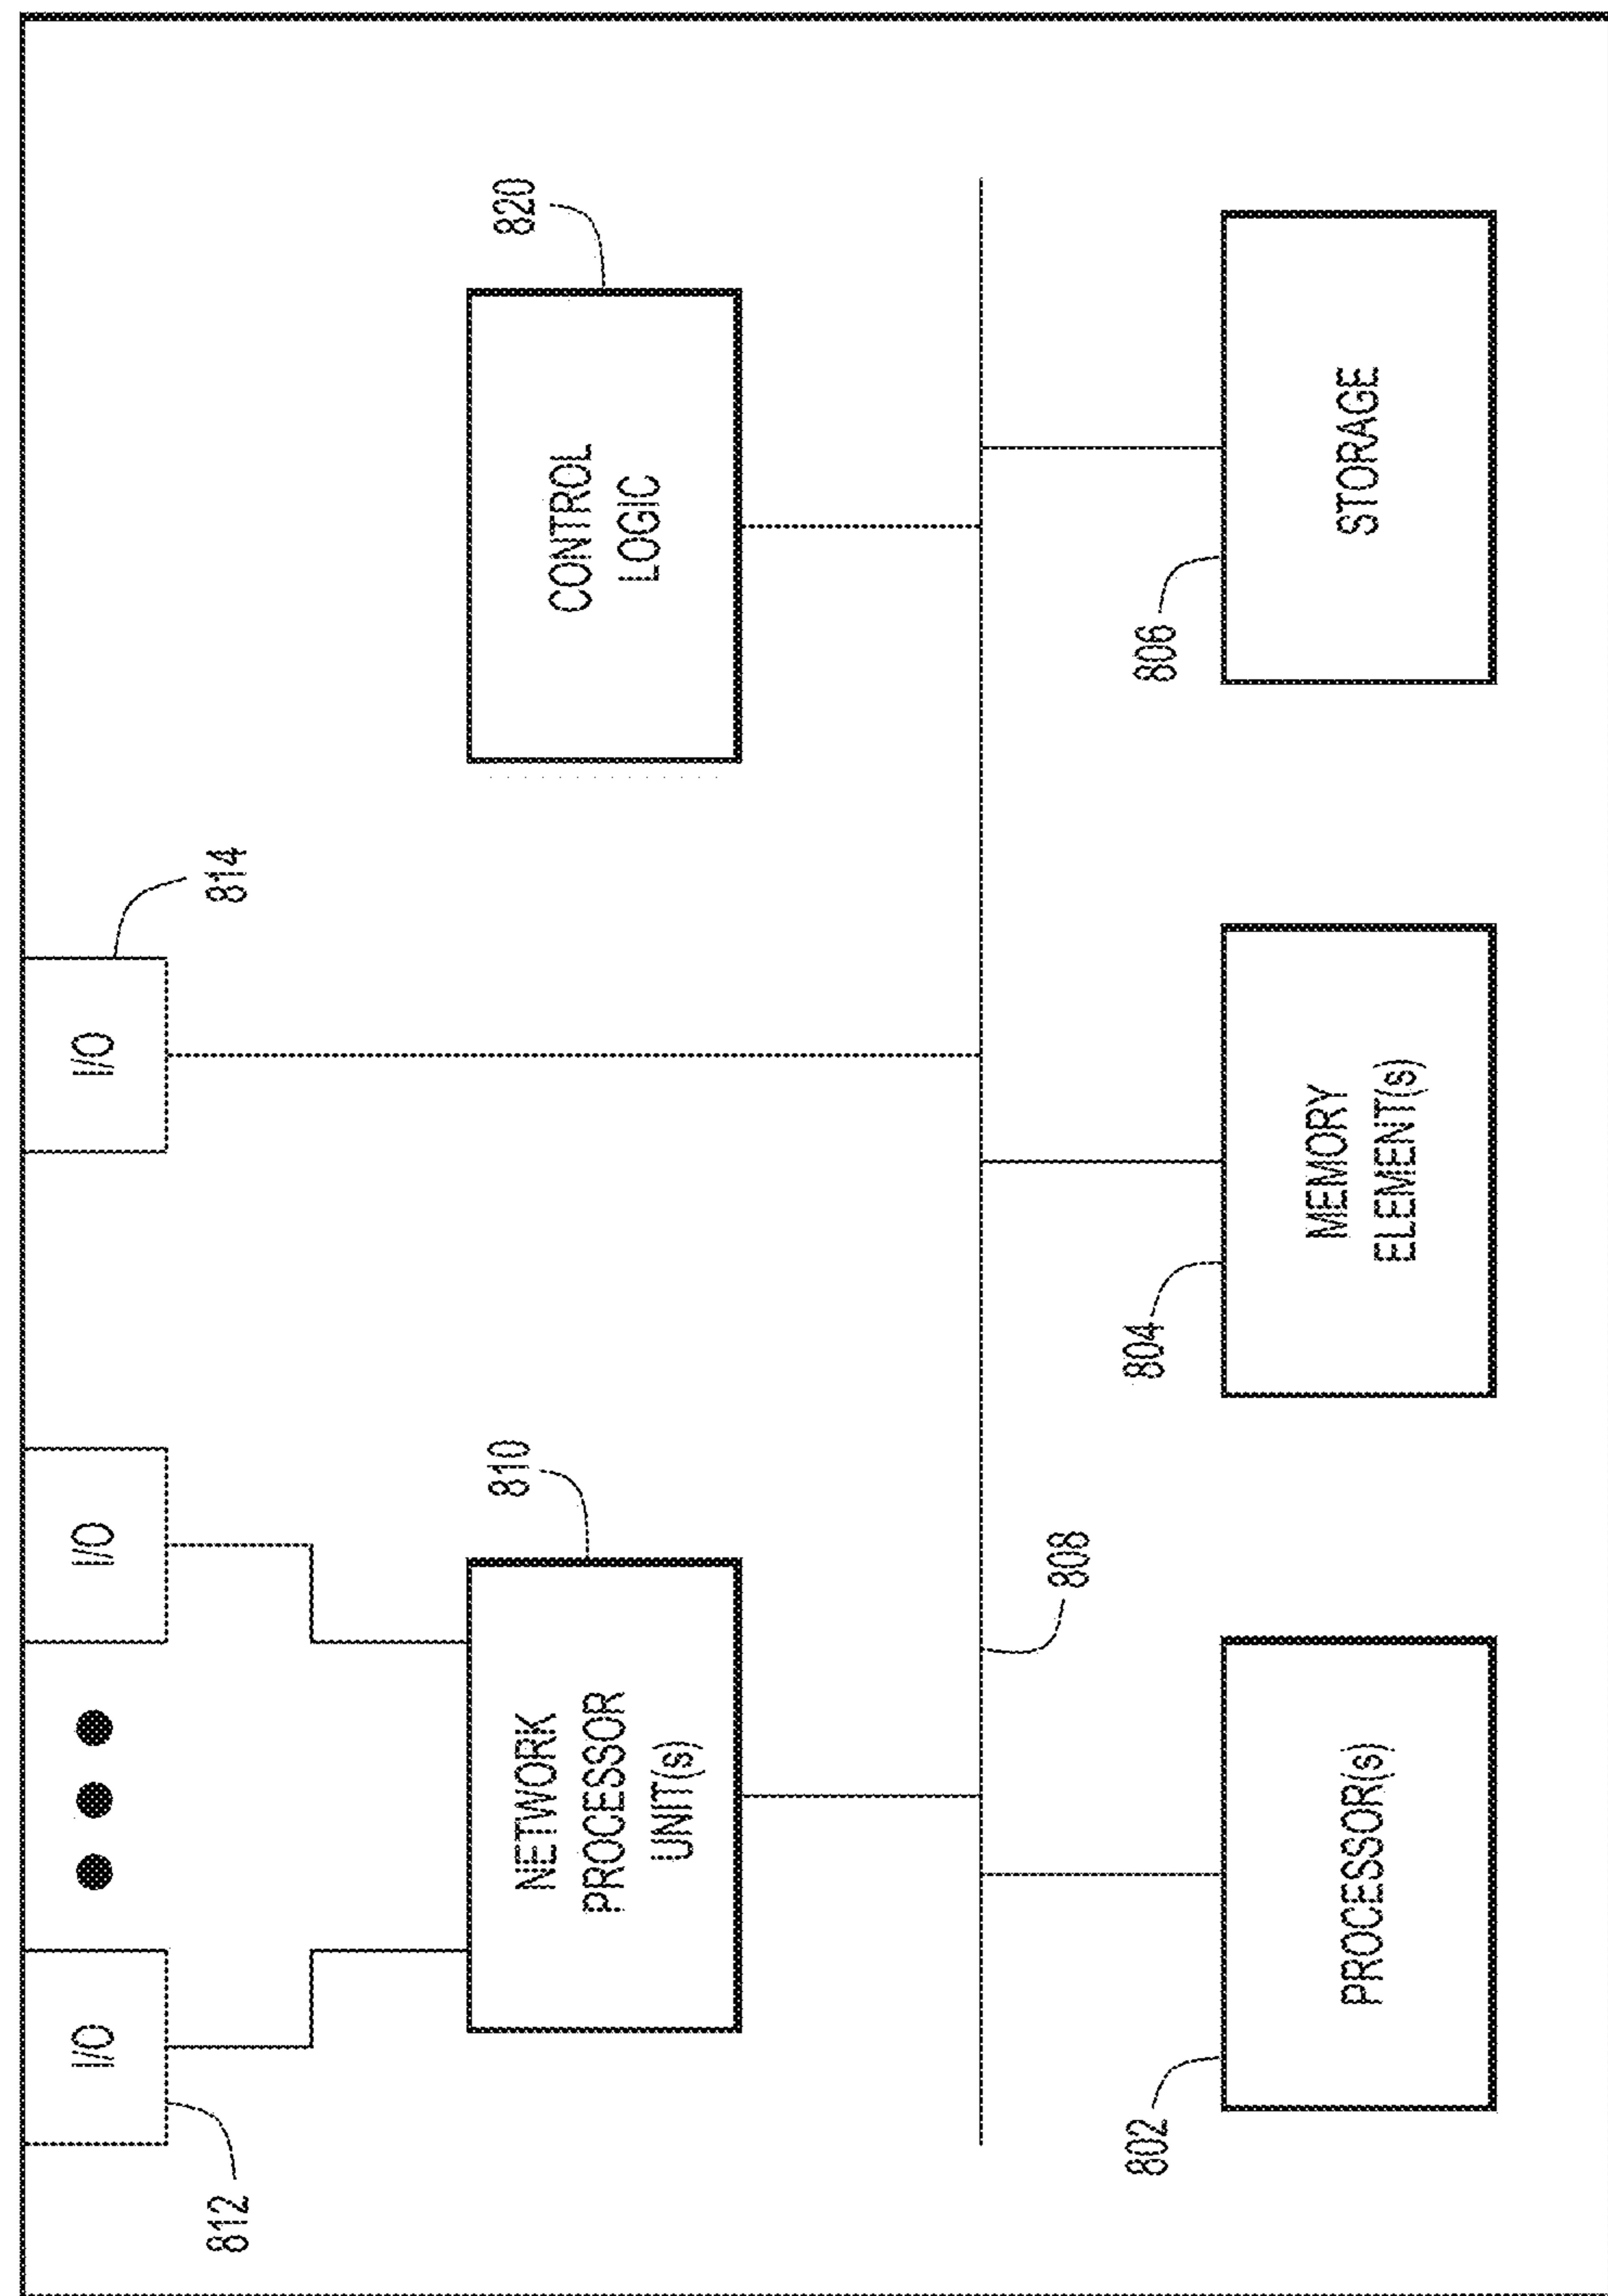 812
I/O
I/O
I/O
814
810
NETWORK
PROCESSOR
UNIT(s)
820
CONTROL
LOGIC
808
802
PROCESSOR(s)
804
MEMORY
ELEMENT(s)
806
STORAGE